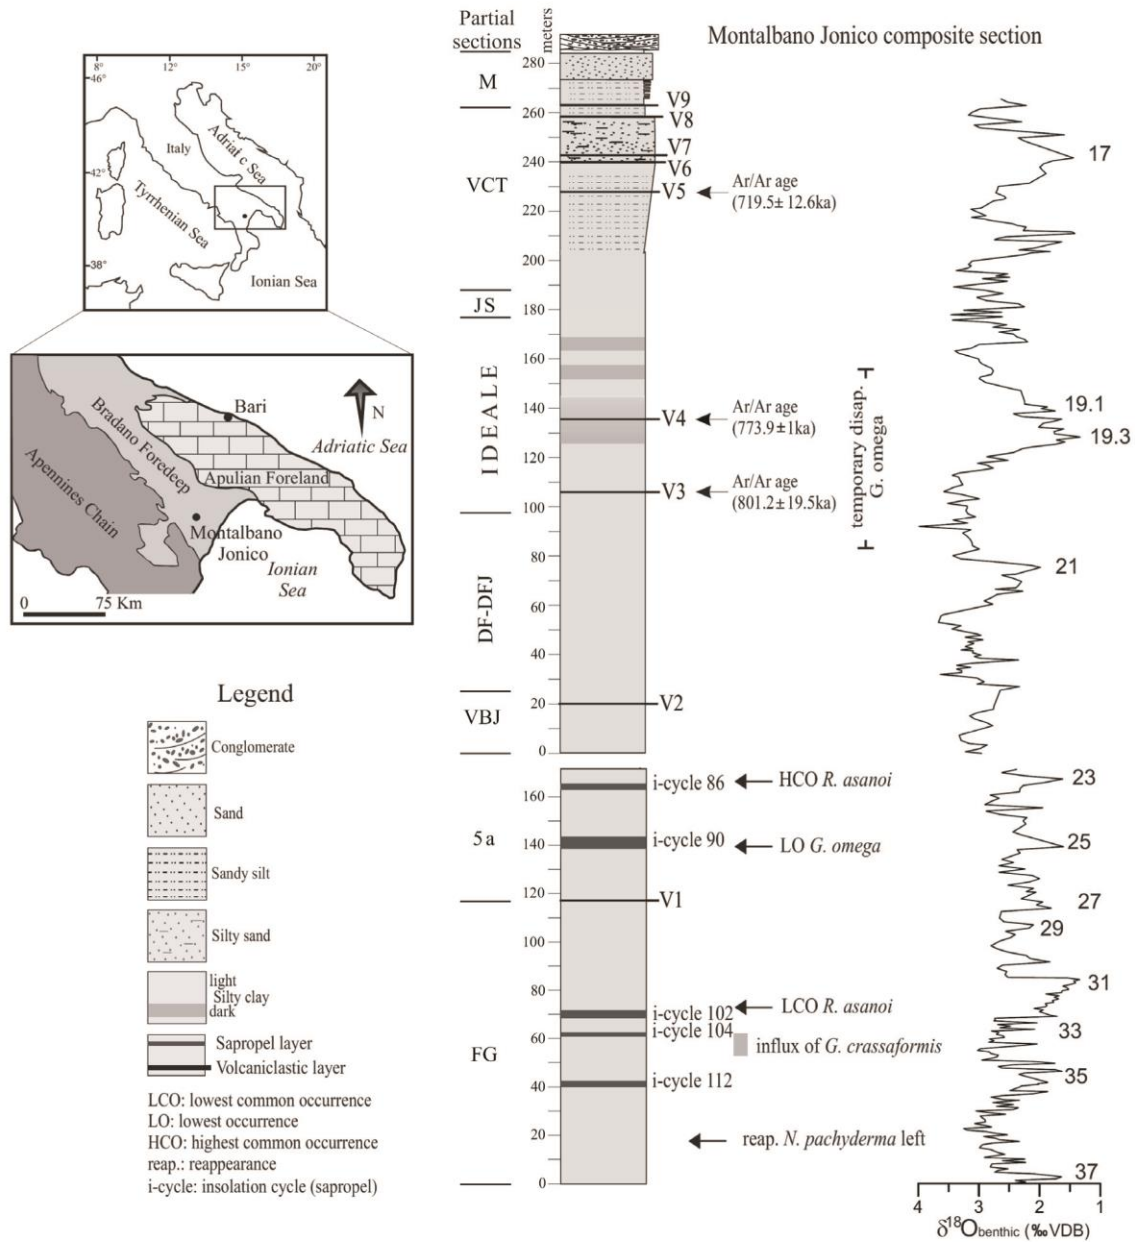 Partial
sections
meters
Montalbano Jonico composite section
8°
12°
15°
20°
46°
42°
38°
Italy
Adriati c Sea
Tyrrhenian Sea
Ionian Sea
Bradano Foredeep
Apennines Chain
Bari
N
Adriatic Sea
Apulian Foreland
Montalbano
Jonico
Ionian
Sea
0
75 Km
Legend
Conglomerate
Sand
Sandy silt
Silty sand
light
Silty clay
dark
Sapropel layer
Volcaniclastic layer
LCO: lowest common occurrence
LO: lowest occurrence
HCO: highest common occurrence
reap.: reappearance
i-cycle: insolation cycle (sapropel)
M
VCT
JS
IDEALE
DF-DFJ
VBJ
5a
FG
280
260
240
220
200
180
160
140
120
100
80
60
40
20
0
160
140
120
100
80
60
40
20
0
V9
V8
V7
V6
V5
Ar/Ar age
(719.5± 12.6ka)
V4
Ar/Ar age
(773.9±1ka)
V3
Ar/Ar age
(801.2±19.5ka)
V2
temporary disap.
G. omega
i-cycle 86
HCO R. asanoi
i-cycle 90
LO G. omega
V1
i-cycle 102
LCO R. asanoi
i-cycle 104
influx of G. crassaformis
i-cycle 112
reap. N. pachyderma left
17
19.1
19.3
21
23
25
27
29
31
33
35
37
4
3
2
1
δ18Obenthic (‰VDB)